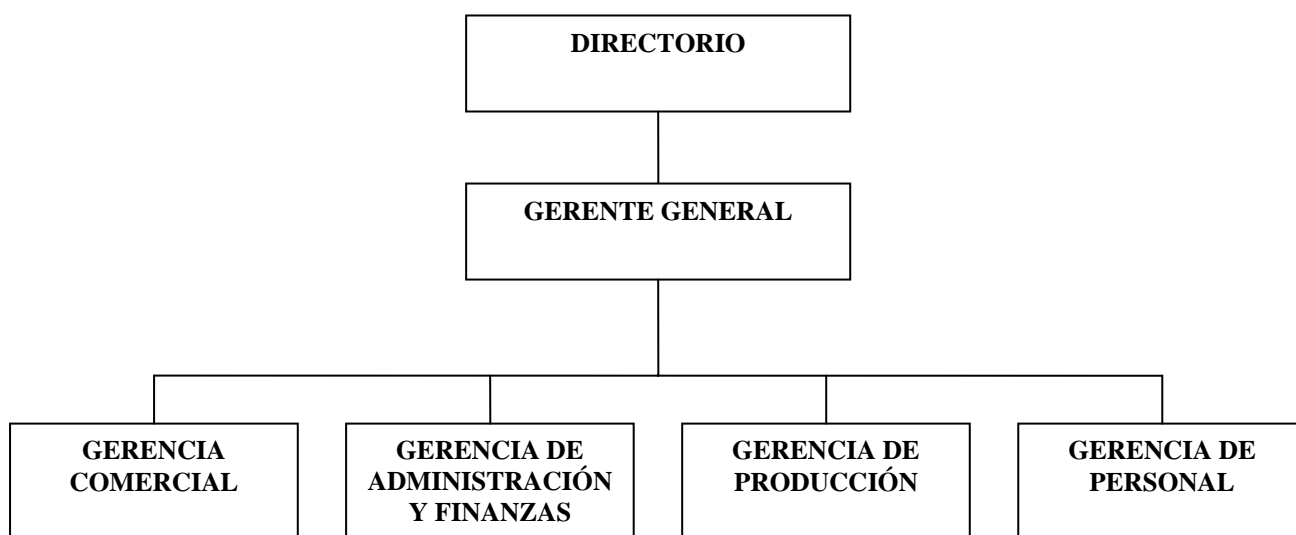 DIRECTORIO
GERENTE GENERAL
GERENCIA
COMERCIAL
GERENCIA DE
ADMINISTRACIÓN
Y FINANZAS
GERENCIA DE
PRODUCCIÓN
GERENCIA DE
PERSONAL